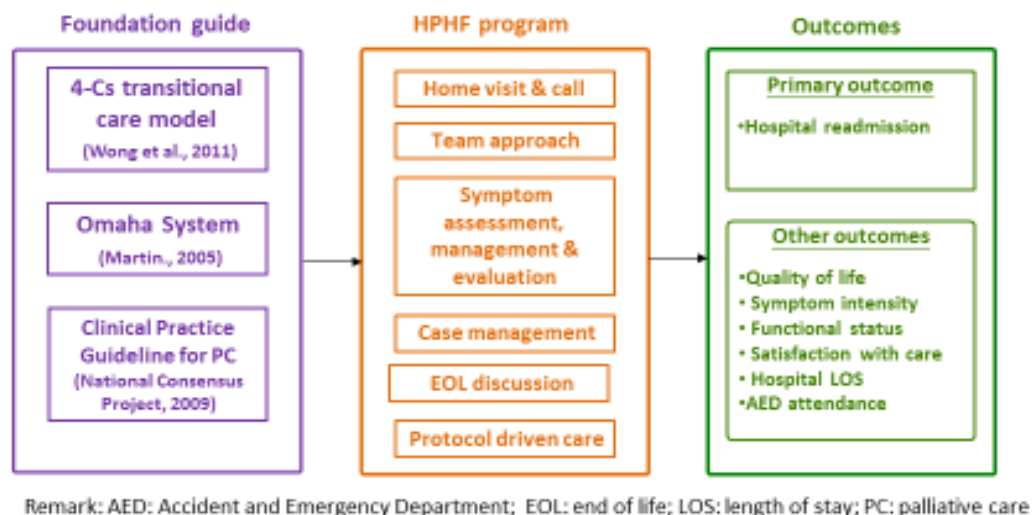 Foundation guide
4-Cs transitional
care model
(Wong et al., 2011)
Omaha System
(Martin., 2005)
Clinical Practice
Guideline for PC
(National Consensus
Project, 2009)
HPHF program
Home visit & call
Team approach
Symptom
assessment,
management &
evaluation
Case management
EOL discussion
Protocol driven care
Outcomes
Primary outcome
•Hospital readmission
Other outcomes
•Quality of life
• Symptom intensity
• Functional status
• Satisfaction with care
• Hospital LOS
•AED attendance
Remark: AED: Accident and Emergency Department; EOL: end of life; LOS: length of stay; PC: palliative care